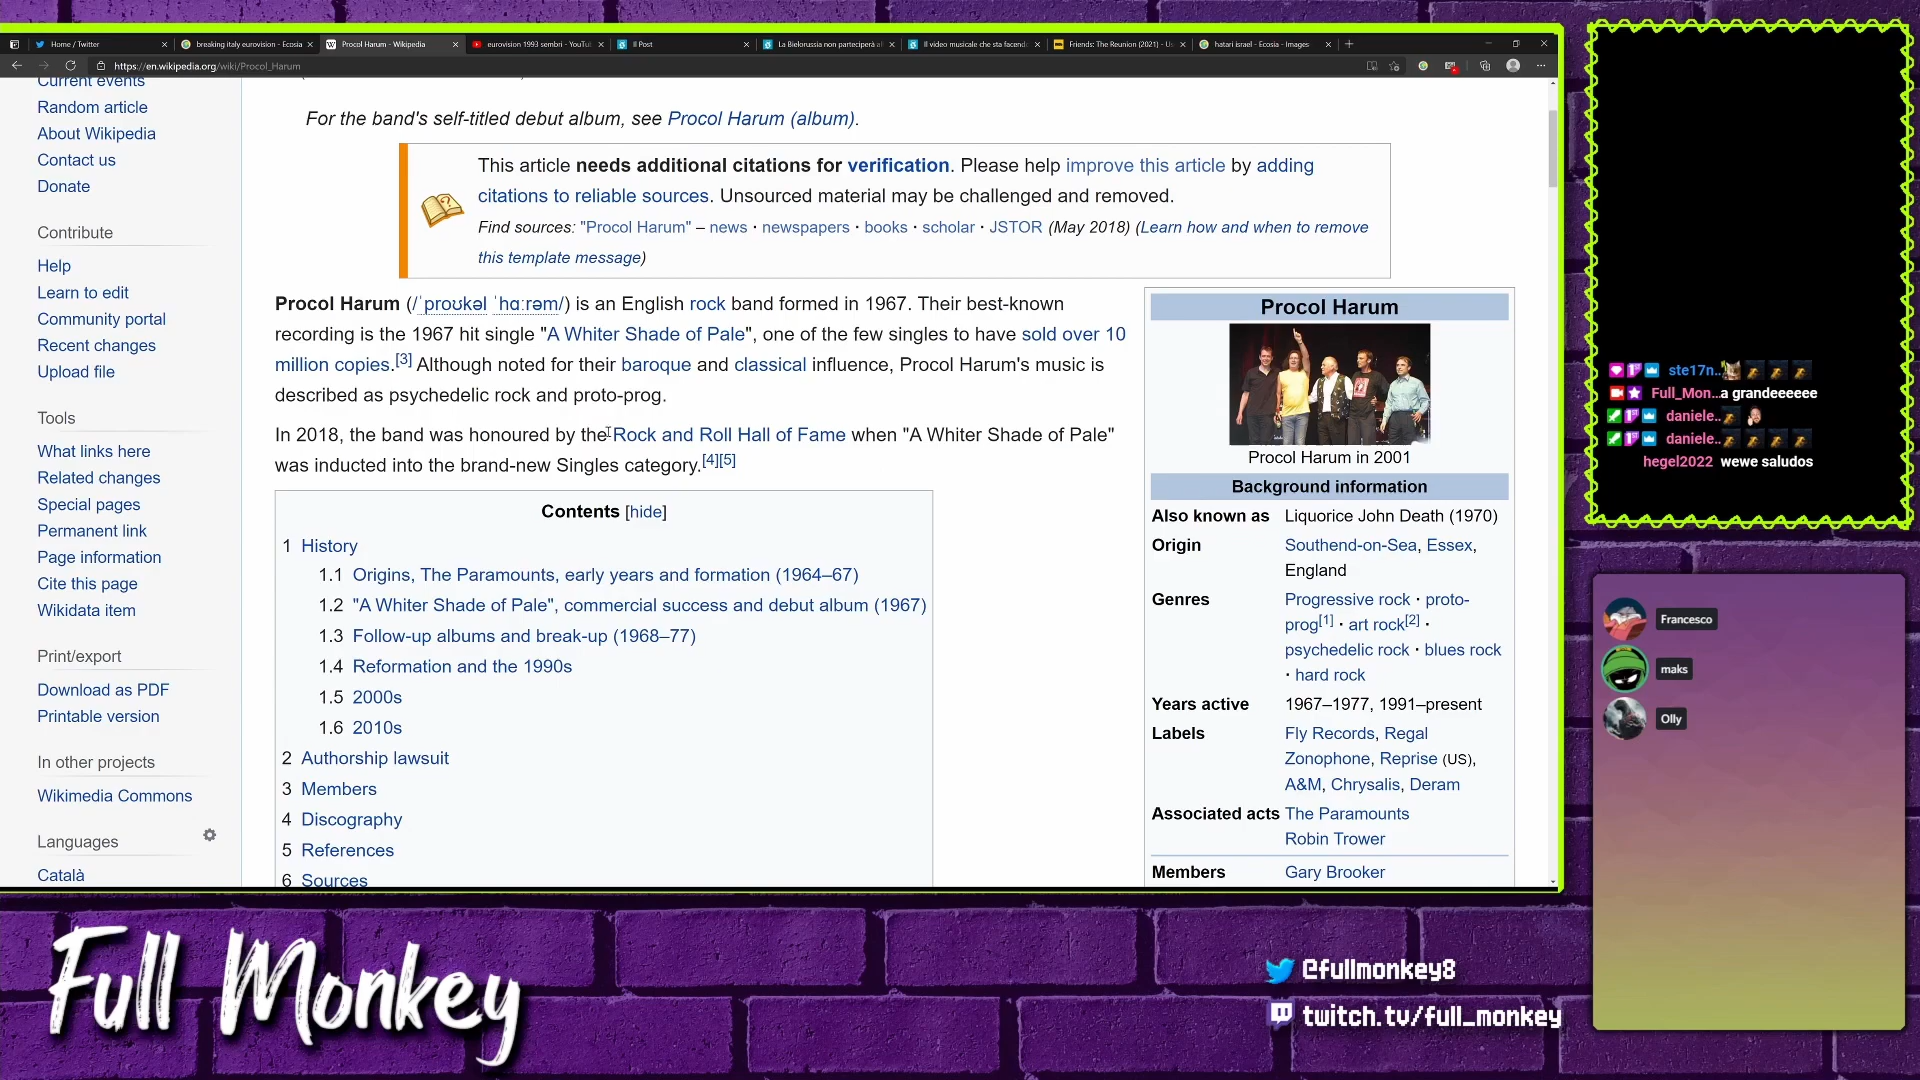 Home / Twitter
breaking italy eurovision - Ecosia
Procol Harum - Wikipedia
eurovision 1993 sembri - YouTu
Il Post
La Bielorussia non parteciperà al
Il video musicale che sta facend
Friends: The Reunion (2021) - Us
hatari israel - Ecosia - Images
https://en.wikipedia.org/wiki/Procol_Harum
Current events
Random article
About Wikipedia
Contact us
Donate
Contribute
Help
Learn to edit
Community portal
Recent changes
Upload file
Tools
What links here
Related changes
Special pages
Permanent link
Page information
Cite this page
Wikidata item
Print/export
Download as PDF
Printable version
In other projects
Wikimedia Commons
Languages
Català
For the band's self-titled debut album, see Procol Harum (album).
This article needs additional citations for verification. Please help improve this article by adding
citations to reliable sources. Unsourced material may be challenged and removed.
Find sources: "Procol Harum" – news · newspapers · books · scholar · JSTOR (May 2018) (Learn how and when to remove
this template message)
Procol Harum (/ˈproʊkəl ˈhɑːrəm/) is an English rock band formed in 1967. Their best-known
recording is the 1967 hit single "A Whiter Shade of Pale", one of the few singles to have sold over 10
million copies.[3] Although noted for their baroque and classical influence, Procol Harum's music is
described as psychedelic rock and proto-prog.
In 2018, the band was honoured by the Rock and Roll Hall of Fame when "A Whiter Shade of Pale"
was inducted into the brand-new Singles category.[4][5]
Contents [hide]
1 History
1.1 Origins, The Paramounts, early years and formation (1964–67)
1.2 "A Whiter Shade of Pale", commercial success and debut album (1967)
1.3 Follow-up albums and break-up (1968–77)
1.4 Reformation and the 1990s
1.5 2000s
1.6 2010s
2 Authorship lawsuit
3 Members
4 Discography
5 References
6 Sources
Procol Harum
Procol Harum in 2001
Background information
Also known as Liquorice John Death (1970)
Origin Southend-on-Sea, Essex,
England
Genres Progressive rock · proto-
prog[1] · art rock[2] ·
psychedelic rock · blues rock
· hard rock
Years active 1967–1977, 1991–present
Labels Fly Records, Regal
Zonophone, Reprise (US),
A&M, Chrysalis, Deram
Associated acts The Paramounts
Robin Trower
Members Gary Brooker
ste17n..
Full_Mon...a grandeeeeee
daniele..
daniele..
hegel2022 wewe saludos
Francesco
maks
Olly
Full Monkey
@fullmonkey8
twitch.tv/full_monkey